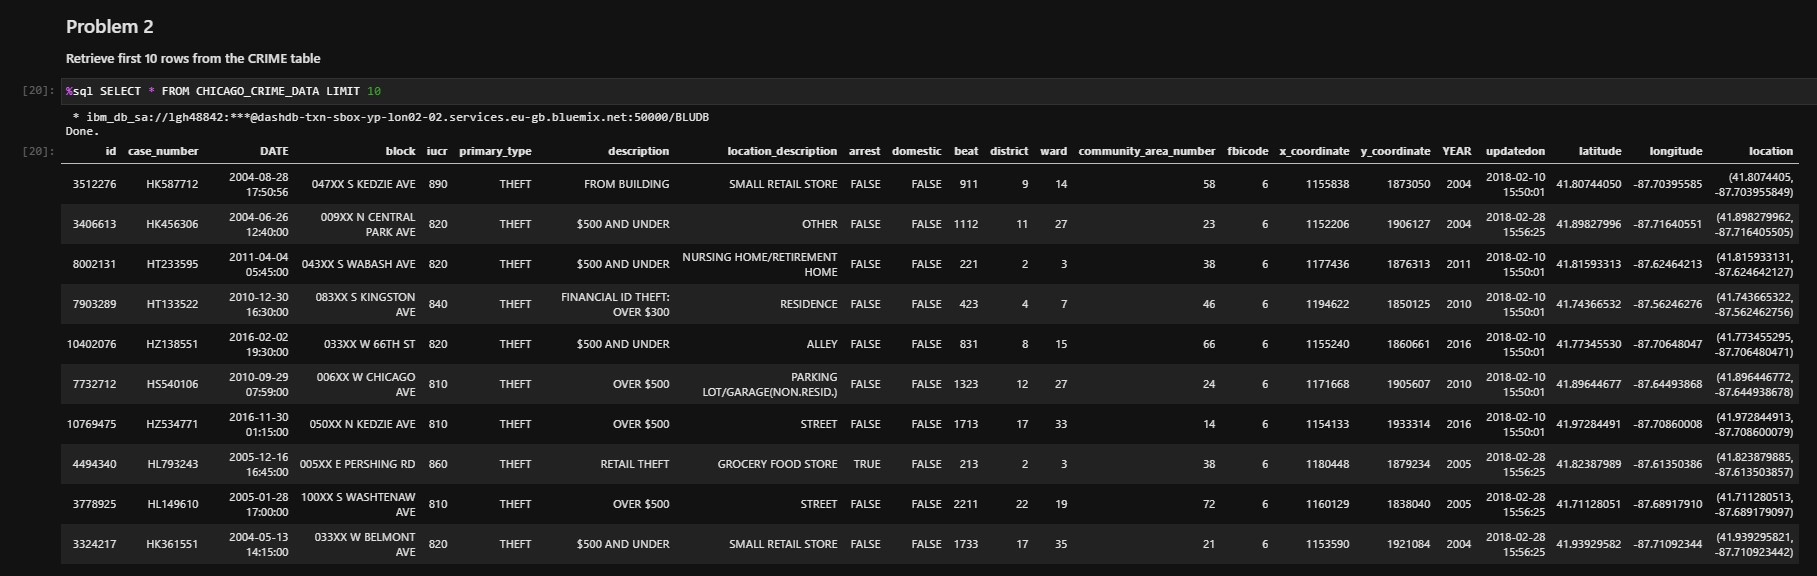 Problem 2
Retrieve first 10 rows from the CRIME table
[20]: %sql SELECT * FROM CHICAGO_CRIME_DATA LIMIT 10
* ibm_db_sa://lgh48842:***@dashdb-txn-sbox-yp-lon02-02.services.eu-gb.bluemix.net:50000/BLUDB
Done.
[20]: id case_number DATE block iucr primary_type description location_description arrest domestic beat district ward community_area_number fbicode x_coordinate y_coordinate YEAR updatedon latitude longitude location
3512276 HK587712 2004-08-28 17:50:56 047XX S KEDZIE AVE 890 THEFT FROM BUILDING SMALL RETAIL STORE FALSE FALSE 911 9 14 58 6 1155838 1873050 2004 2018-02-10 15:50:01 41.80744050 -87.70395585 (41.8074405, -87.703955849)
3406613 HK456306 2004-06-26 12:40:00 009XX N CENTRAL PARK AVE 820 THEFT $500 AND UNDER OTHER FALSE FALSE 1112 11 27 23 6 1152206 1906127 2004 2018-02-28 15:56:25 41.89827996 -87.71640551 (41.898279962, -87.716405505)
8002131 HT233595 2011-04-04 05:45:00 043XX S WABASH AVE 820 THEFT $500 AND UNDER NURSING HOME/RETIREMENT HOME FALSE FALSE 221 2 3 38 6 1177436 1876313 2011 2018-02-10 15:50:01 41.81593313 -87.62464213 (41.815933131, -87.624642127)
7903289 HT133522 2010-12-30 16:30:00 083XX S KINGSTON AVE 840 THEFT FINANCIAL ID THEFT: OVER $300 RESIDENCE FALSE FALSE 423 4 7 46 6 1194622 1850125 2010 2018-02-10 15:50:01 41.74366532 -87.56246276 (41.743665322, -87.562462756)
10402076 HZ138551 2016-02-02 19:30:00 033XX W 66TH ST 820 THEFT $500 AND UNDER ALLEY FALSE FALSE 831 8 15 66 6 1155240 1860661 2016 2018-02-10 15:50:01 41.77345530 -87.70648047 (41.773455295, -87.706480471)
7732712 HS540106 2010-09-29 07:59:00 006XX W CHICAGO AVE 810 THEFT OVER $500 PARKING LOT/GARAGE(NON.RESID.) FALSE FALSE 1323 12 27 24 6 1171668 1905607 2010 2018-02-10 15:50:01 41.89644677 -87.64493868 (41.896446772, -87.644938678)
10769475 HZ534771 2016-11-30 01:15:00 050XX N KEDZIE AVE 810 THEFT OVER $500 STREET FALSE FALSE 1713 17 33 14 6 1154133 1933314 2016 2018-02-10 15:50:01 41.97284491 -87.70860008 (41.972844913, -87.708600079)
4494340 HL793243 2005-12-16 16:45:00 005XX E PERSHING RD 860 THEFT RETAIL THEFT GROCERY FOOD STORE TRUE FALSE 213 2 3 38 6 1180448 1879234 2005 2018-02-28 15:56:25 41.82387989 -87.61350386 (41.823879885, -87.613503857)
3778925 HL149610 2005-01-28 17:00:00 100XX S WASHTENAW AVE 810 THEFT OVER $500 STREET FALSE FALSE 2211 22 19 72 6 1160129 1838040 2005 2018-02-28 15:56:25 41.71128051 -87.68917910 (41.711280513, -87.689179097)
3324217 HK361551 2004-05-13 14:15:00 033XX W BELMONT AVE 820 THEFT $500 AND UNDER SMALL RETAIL STORE FALSE FALSE 1733 17 35 21 6 1153590 1921084 2004 2018-02-28 15:56:25 41.93929582 -87.71092344 (41.939295821, -87.710923442)